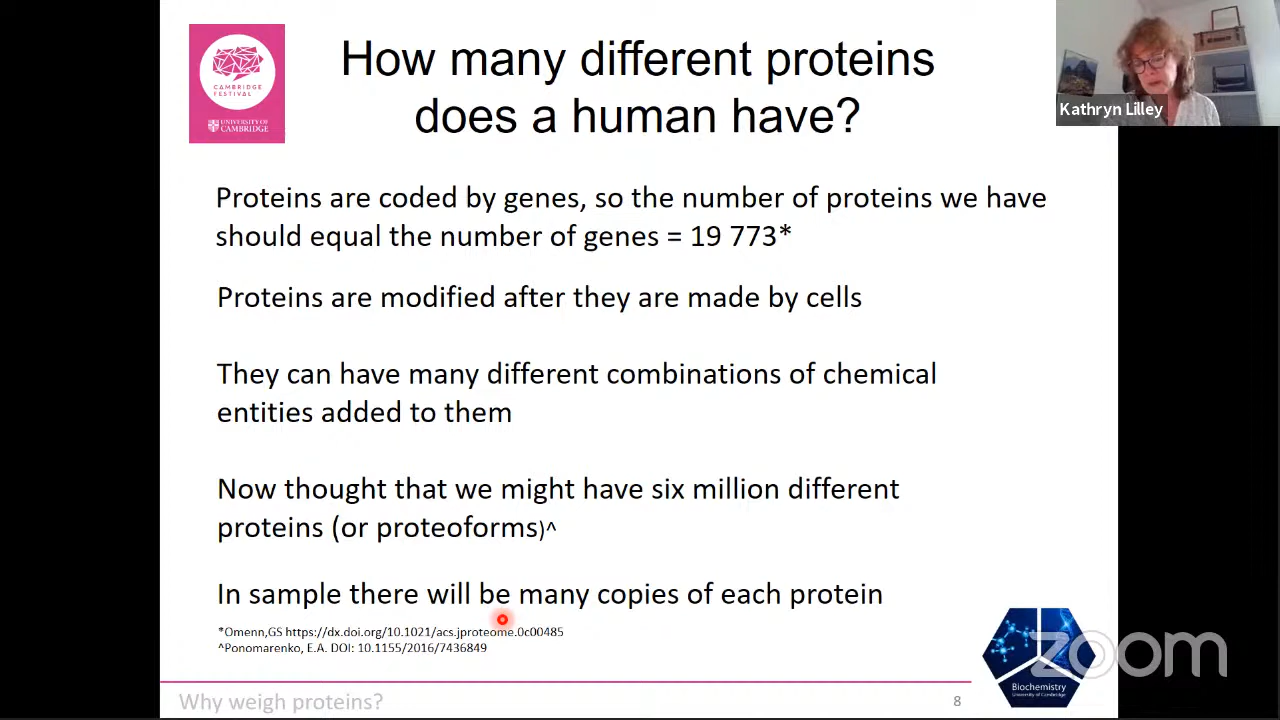 How many different proteins
does a human have?
CAMBRIDGE
FESTIVAL
UNIVERSITY OF
CAMBRIDGE
Kathryn Lilley
Proteins are coded by genes, so the number of proteins we have
should equal the number of genes = 19 773*
Proteins are modified after they are made by cells
They can have many different combinations of chemical
entities added to them
Now thought that we might have six million different
proteins (or proteoforms)^
In sample there will be many copies of each protein
*Omenn,GS https://dx.doi.org/10.1021/acs.jproteome.0c00485
^Ponomarenko, E.A. DOI: 10.1155/2016/7436849
Biochemistry
University of Cambridge
zoom
Why weigh proteins?
8